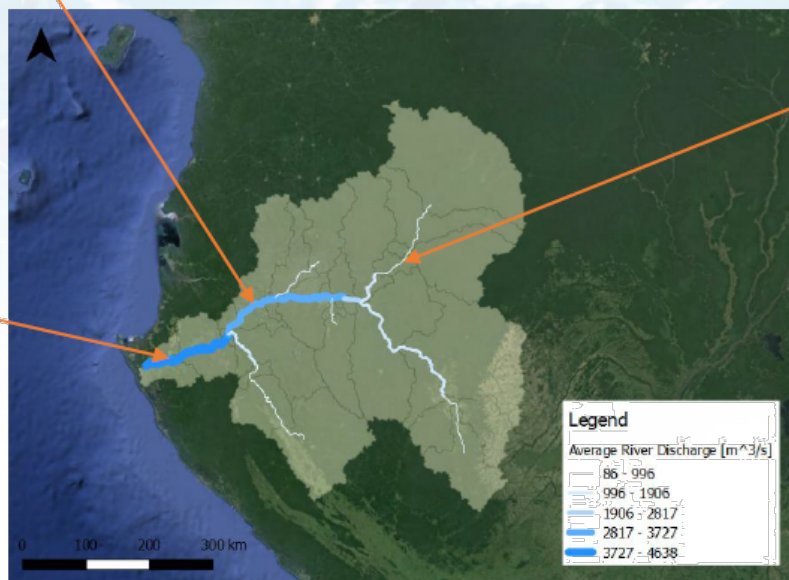 Legend
Average River Discharge [m^3/s]
86 - 996
996 - 1906
1906 - 2817
2817 - 3727
3727 - 4638
0 100 200 300 km